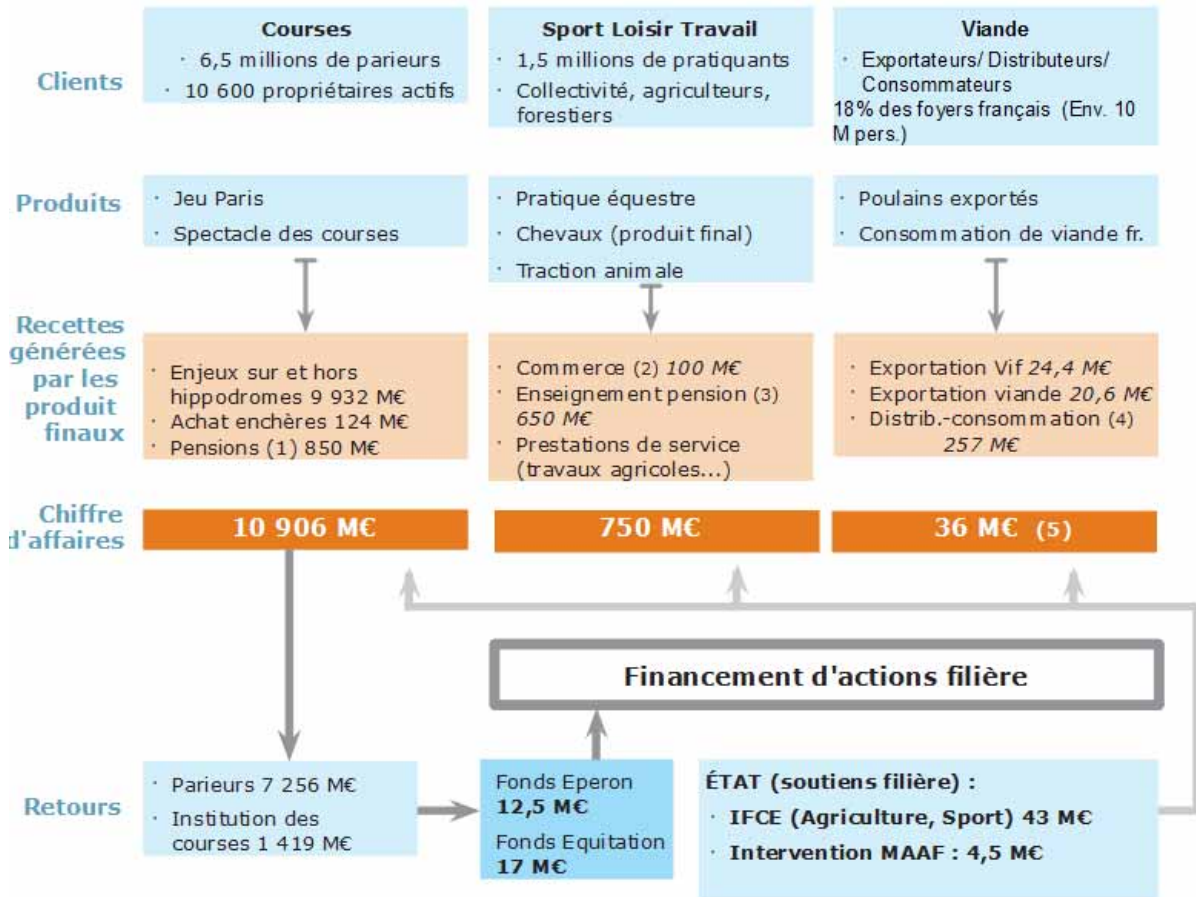 Clients
Courses
· 6,5 millions de parieurs
· 10 600 propriétaires actifs
Sport Loisir Travail
· 1,5 millions de pratiquants
· Collectivité, agriculteurs,
forestiers
Viande
· Exportateurs/ Distributeurs/
Consommateurs
18% des foyers français (Env. 10
M pers.)
Produits
· Jeu Paris
· Spectacle des courses
· Pratique équestre
· Chevaux (produit final)
· Traction animale
· Poulains exportés
· Consommation de viande fr.
Recettes
générées
par les
produit
finaux
· Enjeux sur et hors
hippodromes 9 932 M€
· Achat enchères 124 M€
· Pensions (1) 850 M€
· Commerce (2) 100 M€
· Enseignement pension (3)
650 M€
· Prestations de service
(travaux agricoles...)
· Exportation Vif 24,4 M€
· Exportation viande 20,6 M€
· Distrib.-consommation (4)
257 M€
Chiffre
d'affaires
10 906 M€
750 M€
36 M€ (5)
Financement d'actions filière
Retours
· Parieurs 7 256 M€
· Institution des
courses 1 419 M€
Fonds Eperon
12,5 M€
Fonds Equitation
17 M€
ÉTAT (soutiens filière) :
· IFCE (Agriculture, Sport) 43 M€
· Intervention MAAF : 4,5 M€